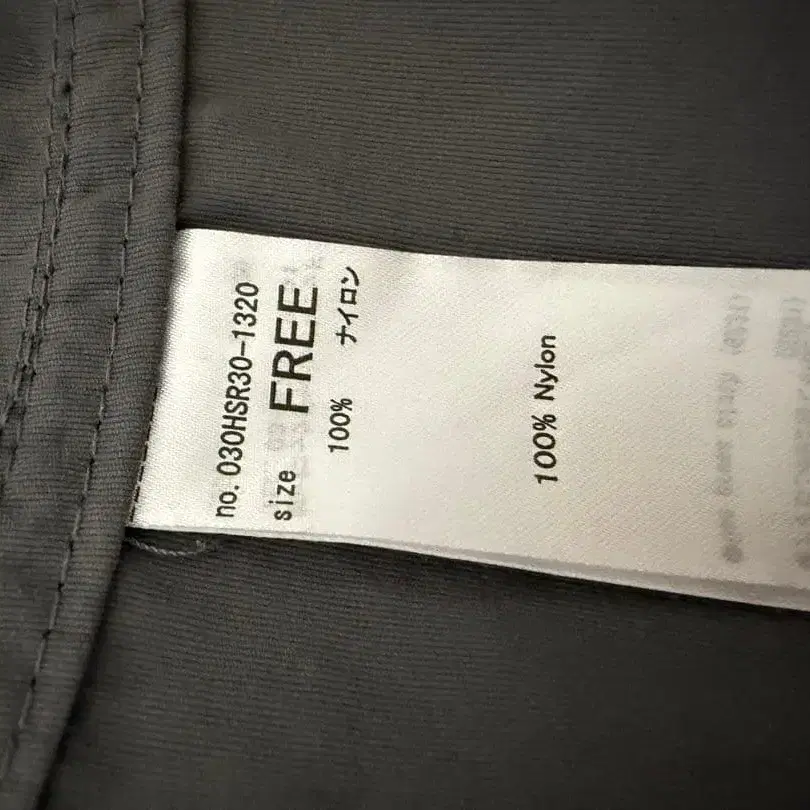 no. 030HSR30-1320
size FREE
100% ナイロン
100% Nylon